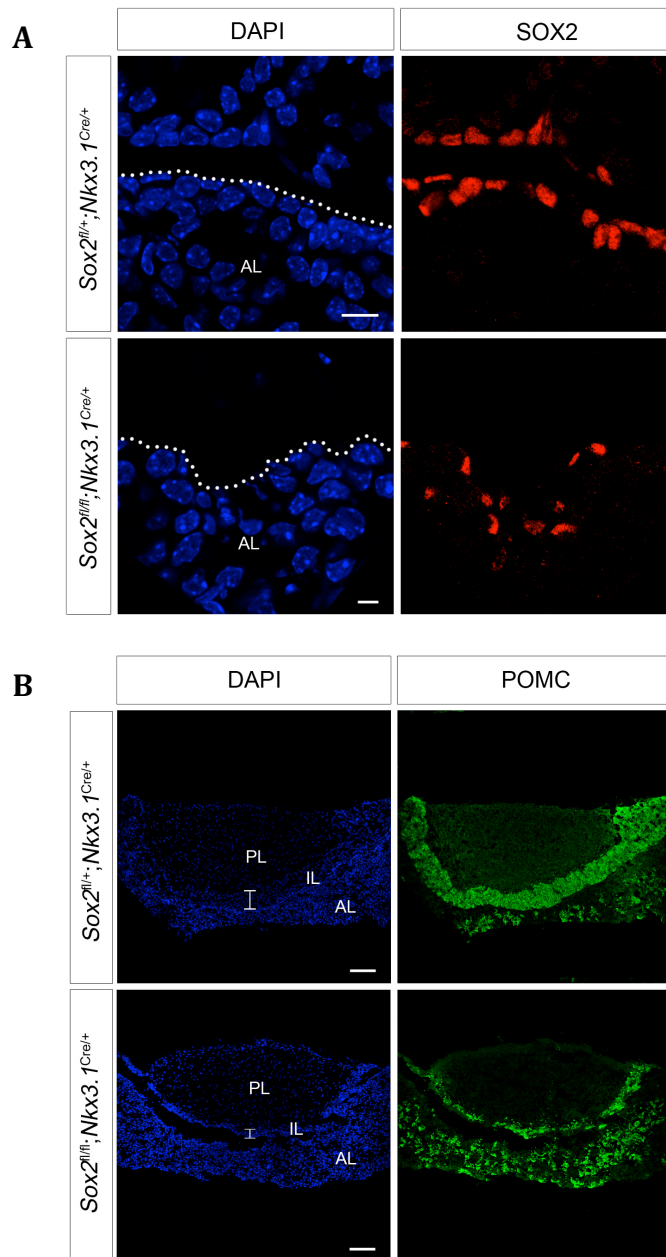 A
DAPI
SOX2
Sox2fl/+;Nkx3.1Cre/+
AL
Sox2fl/fl;Nkx3.1Cre/+
AL
B
DAPI
POMC
Sox2fl/+;Nkx3.1Cre/+
PL
IL
AL
Sox2fl/fl;Nkx3.1Cre/+
PL
IL
AL